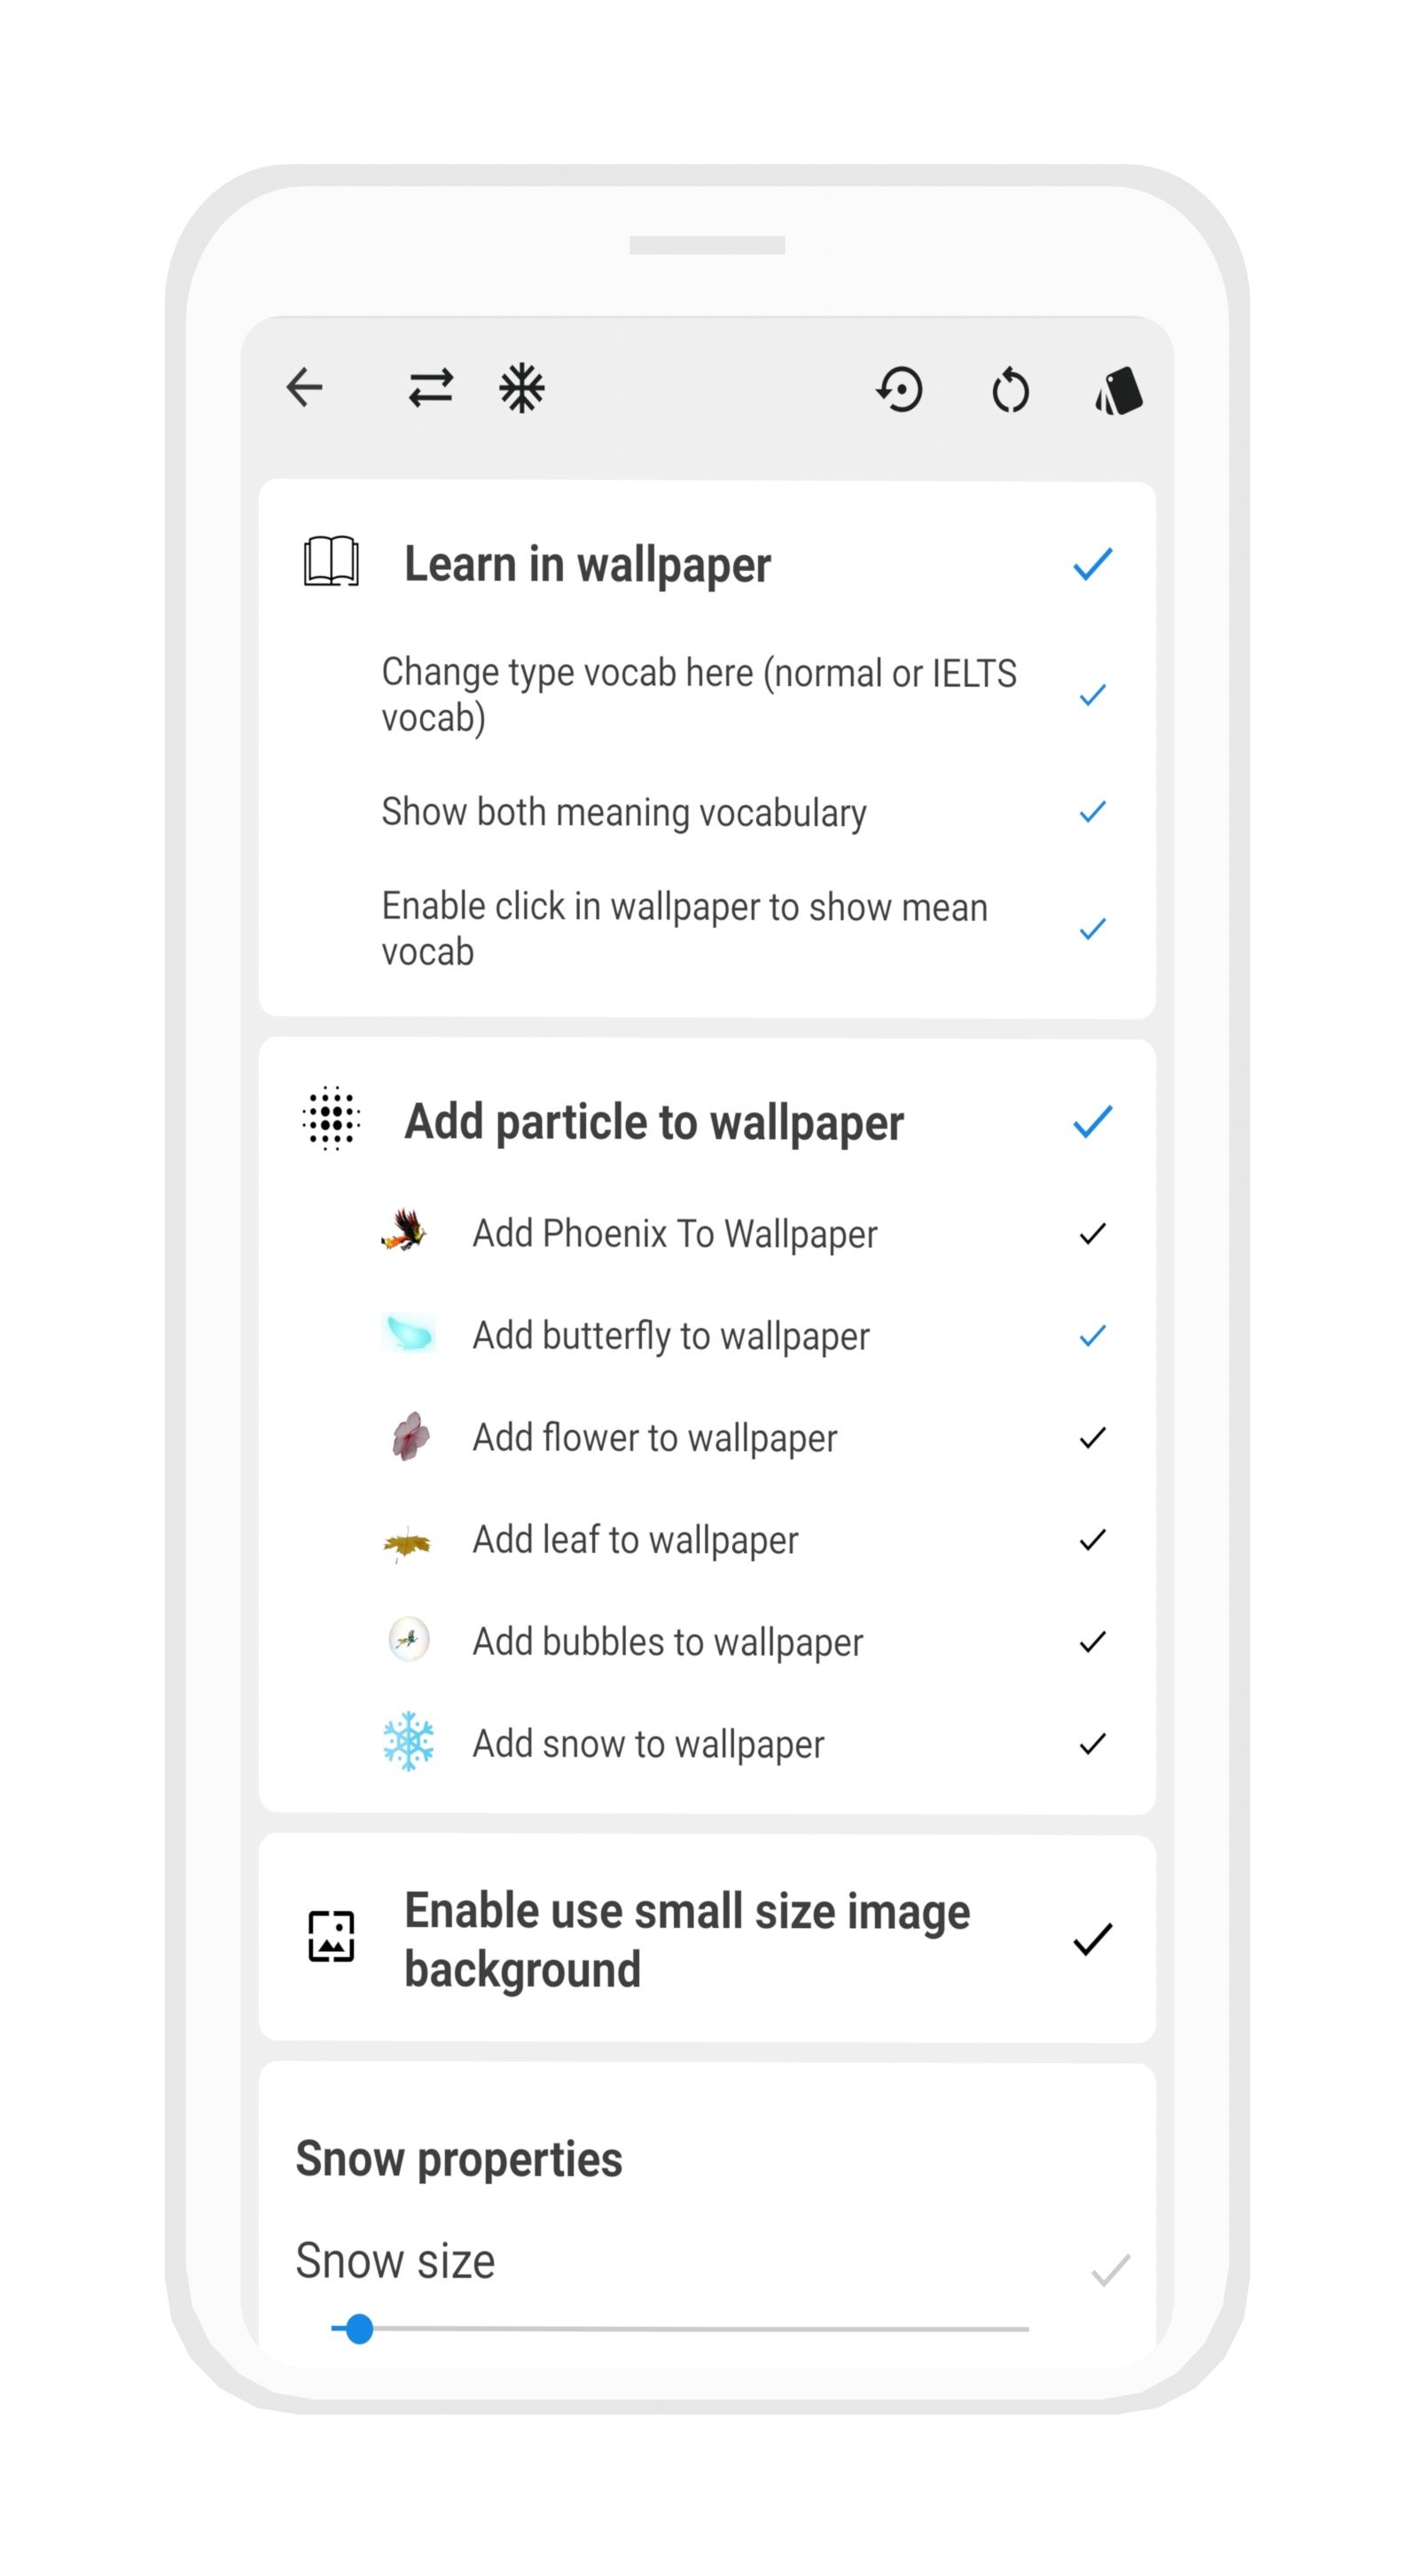 Learn in wallpaper
Change type vocab here (normal or IELTS
vocab)
Show both meaning vocabulary
Enable click in wallpaper to show mean
vocab
Add particle to wallpaper
Add Phoenix To Wallpaper
Add butterfly to wallpaper
Add flower to wallpaper
Add leaf to wallpaper
Add bubbles to wallpaper
Add snow to wallpaper
Enable use small size image
background
Snow properties
Snow size